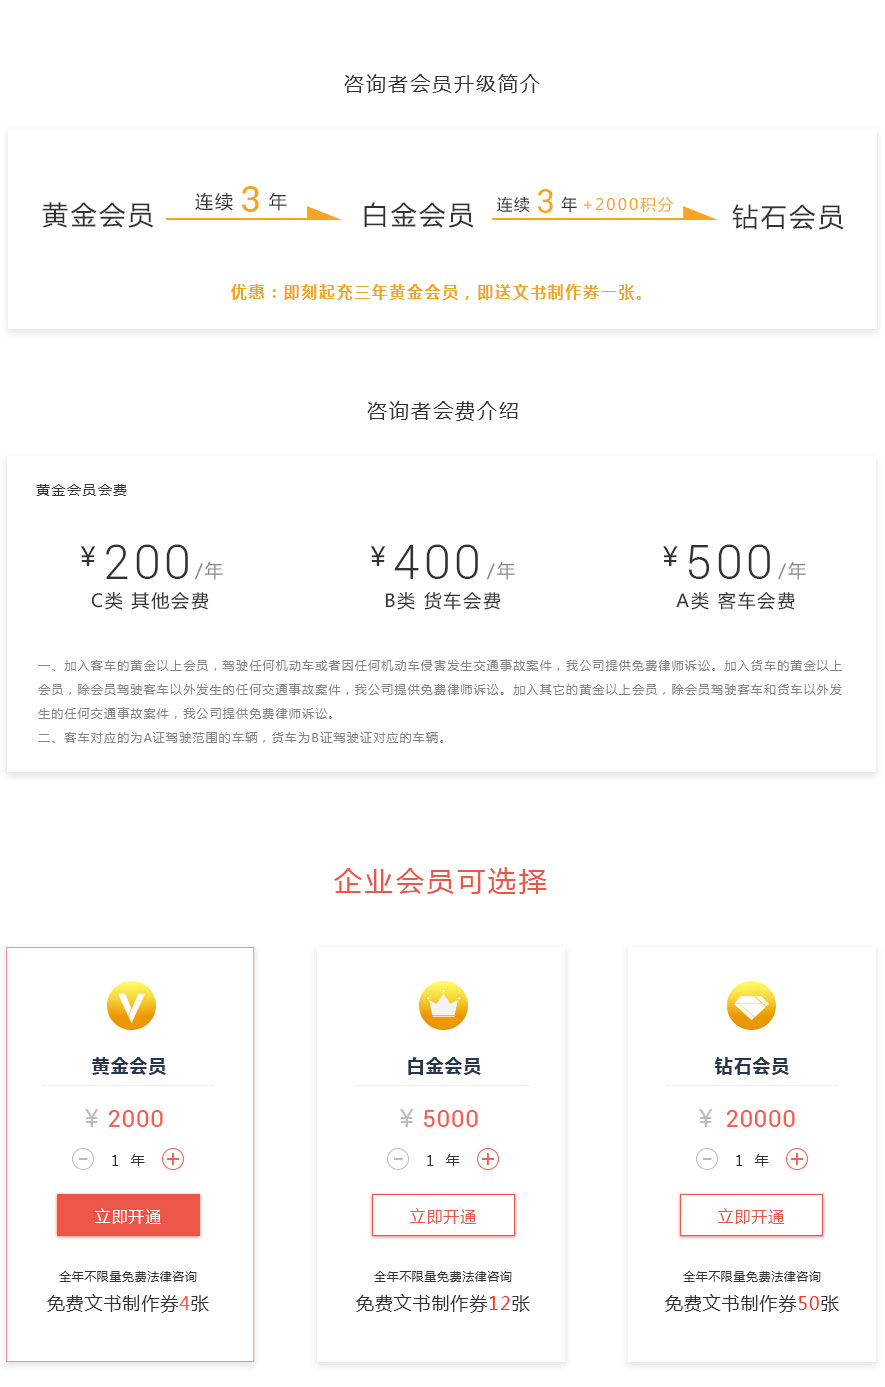 咨询者会员升级简介
黄金会员 连续 3 年 白金会员 连续 3 年 +2000积分 钻石会员
优惠：即刻起充三年黄金会员，即送文书制作券一张。
咨询者会费介绍
黄金会员会费
¥200/年 ¥400/年 ¥500/年
C类 其他会费 B类 货车会费 A类 客车会费
一、加入客车的黄金以上会员，驾驶任何机动车或者因任何机动车侵害发生交通事故案件，我公司提供免费律师诉讼。加入货车的黄金以上
会员，除会员驾驶客车以外发生的任何交通事故案件，我公司提供免费律师诉讼。加入其它的黄金以上会员，除会员驾驶客车和货车以外发
生的任何交通事故案件，我公司提供免费律师诉讼。
二、客车对应的为A证驾驶范围的车辆，货车为B证驾驶证对应的车辆。
企业会员可选择
V
黄金会员 白金会员 钻石会员
¥ 2000 ¥ 5000 ¥ 20000
1 年 1 年 1 年
立即开通 立即开通 立即开通
全年不限量免费法律咨询 全年不限量免费法律咨询 全年不限量免费法律咨询
免费文书制作券4张 免费文书制作券12张 免费文书制作券50张